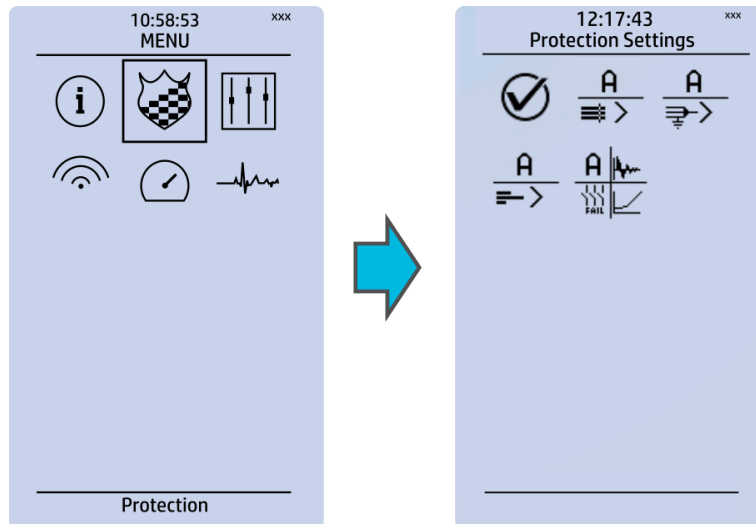 10:58:53 xxx
MENU
i
Protection
12:17:43 xxx
Protection Settings
A
A
A
A
FAIL